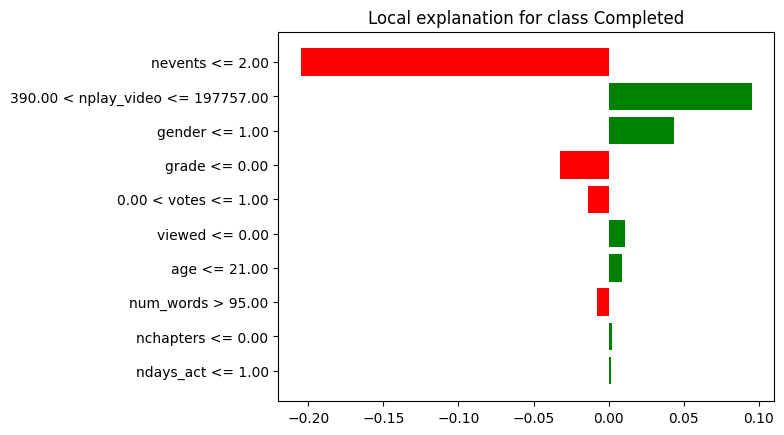 Local explanation for class Completed
nevents <= 2.00
390.00 < nplay_video <= 197757.00
gender <= 1.00
grade <= 0.00
0.00 < votes <= 1.00
viewed <= 0.00
age <= 21.00
num_words > 95.00
nchapters <= 0.00
ndays_act <= 1.00
−0.20 −0.15 −0.10 −0.05 0.00 0.05 0.10